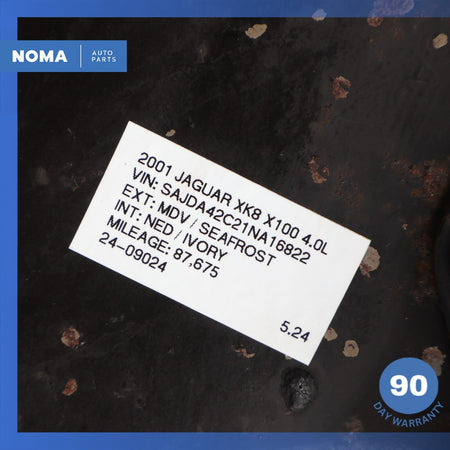 NOMA
AUTO
PARTS
2001 JAGUAR XK8 X100 4.0L
VIN: SAJDA42C21NA16822
EXT: MDV / SEAFROST
INT: NED / IVORY
MILEAGE: 87,675
24-09024
5.24
90
DAY WARRANTY